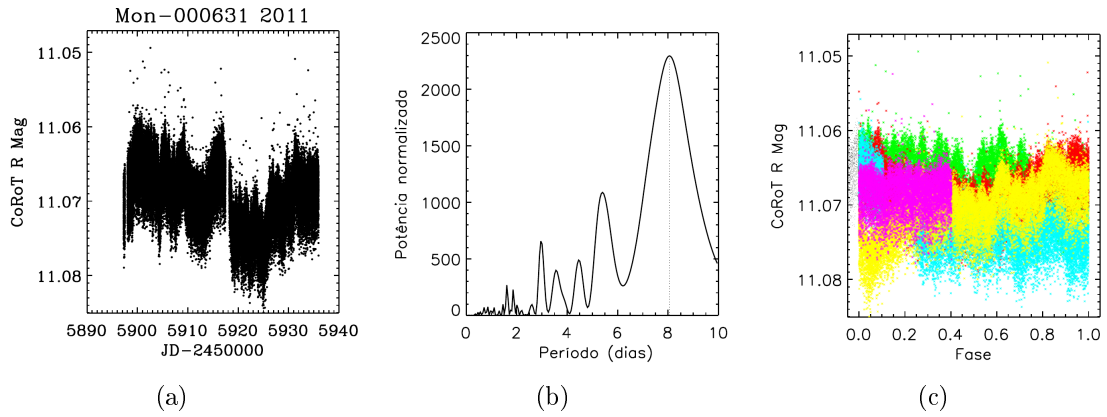 Mon-000631 2011
CoRoT R Mag
11.05
11.06
11.07
11.08
5890 5900 5910 5920 5930 5940
JD-2450000
(a)
Potência normalizada
2500
2000
1500
1000
500
0
0 2 4 6 8 10
Período (dias)
(b)
CoRoT R Mag
11.05
11.06
11.07
11.08
0.0 0.2 0.4 0.6 0.8 1.0
Fase
(c)